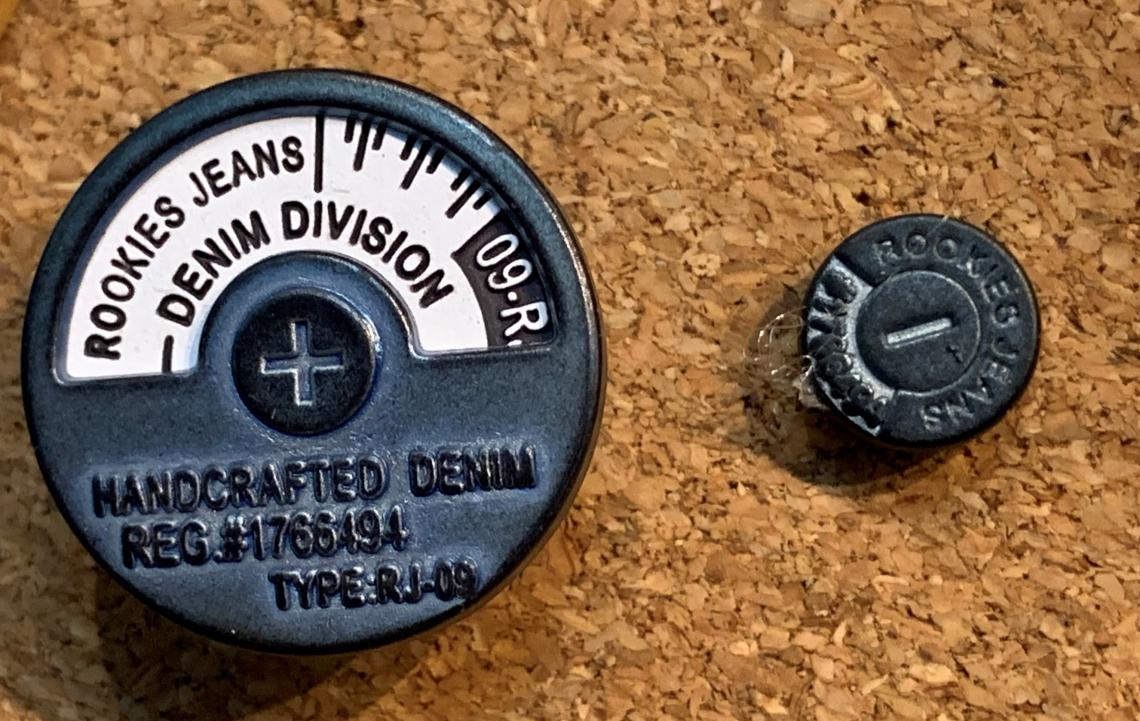 ROOKIES JEANS
DENIM DIVISION
09-R
HANDCRAFTED DENIM
REG.#1766494
TYPE:RJ-09
ROOKIES JEANS